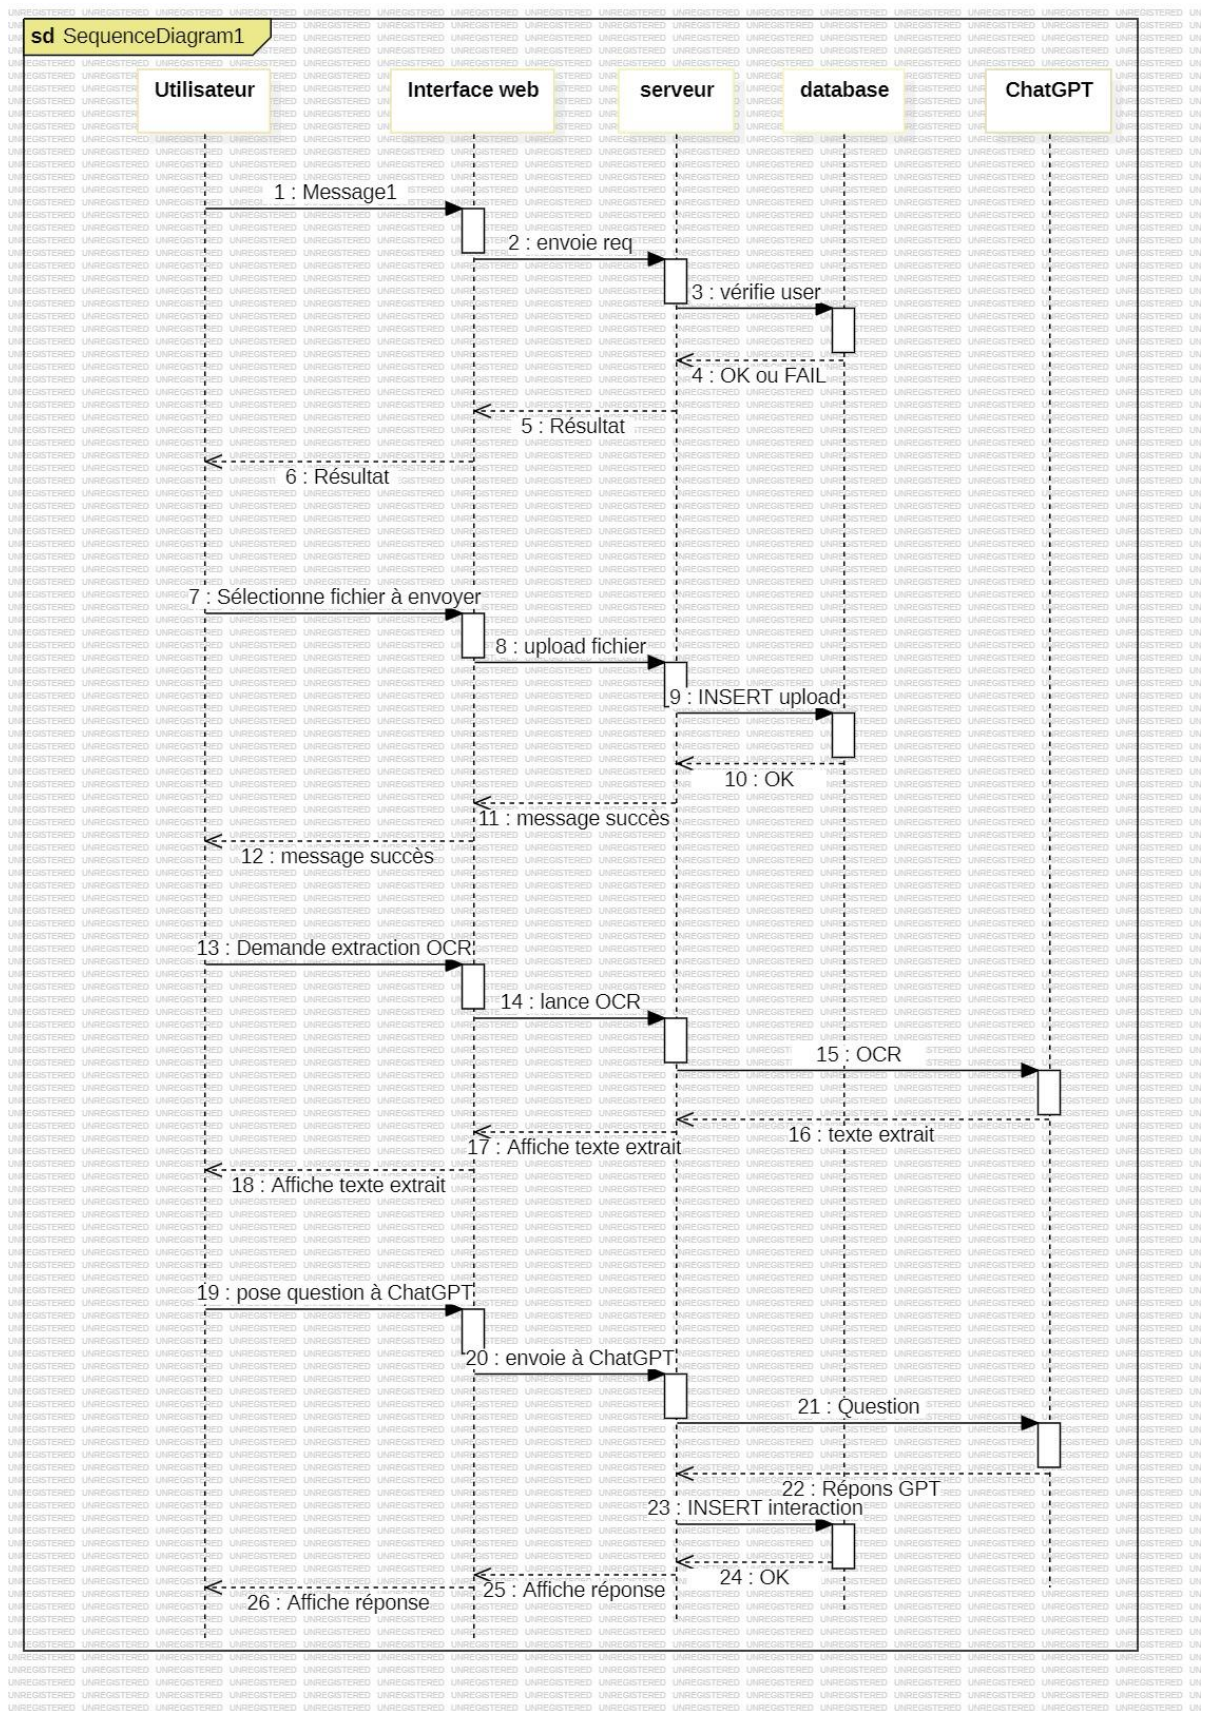 sd SequenceDiagram1
Utilisateur
Interface web
serveur
database
ChatGPT
1 : Message1
2 : envoie req
3 : vérifie user
4 : OK ou FAIL
5 : Résultat
6 : Résultat
7 : Sélectionne fichier à envoyer
8 : upload fichier
9 : INSERT upload
10 : OK
11 : message succès
12 : message succès
13 : Demande extraction OCR
14 : lance OCR
15 : OCR
16 : texte extrait
17 : Affiche texte extrait
18 : Affiche texte extrait
19 : pose question à ChatGPT
20 : envoie à ChatGPT
21 : Question
22 : Répons GPT
23 : INSERT interaction
24 : OK
25 : Affiche réponse
26 : Affiche réponse
UNREGISTERED